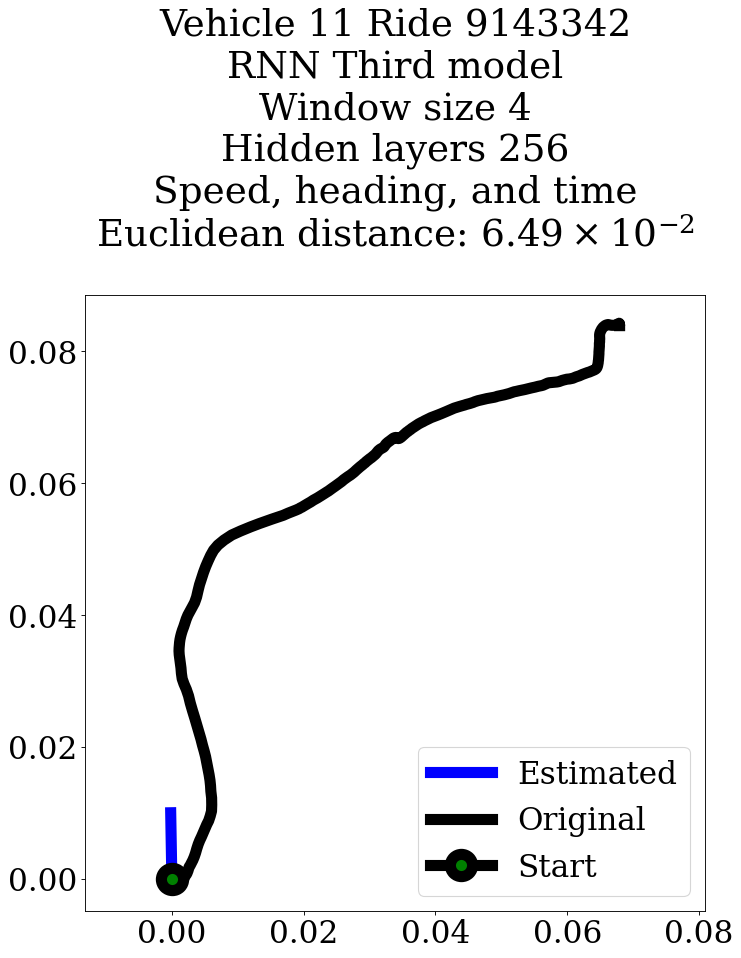 Vehicle 11 Ride 9143342
RNN Third model
Window size 4
Hidden layers 256
Speed, heading, and time
Euclidean distance: 6.49 × 10⁻²
0.08
0.06
0.04
0.02
0.00
Estimated
Original
Start
0.00 0.02 0.04 0.06 0.08